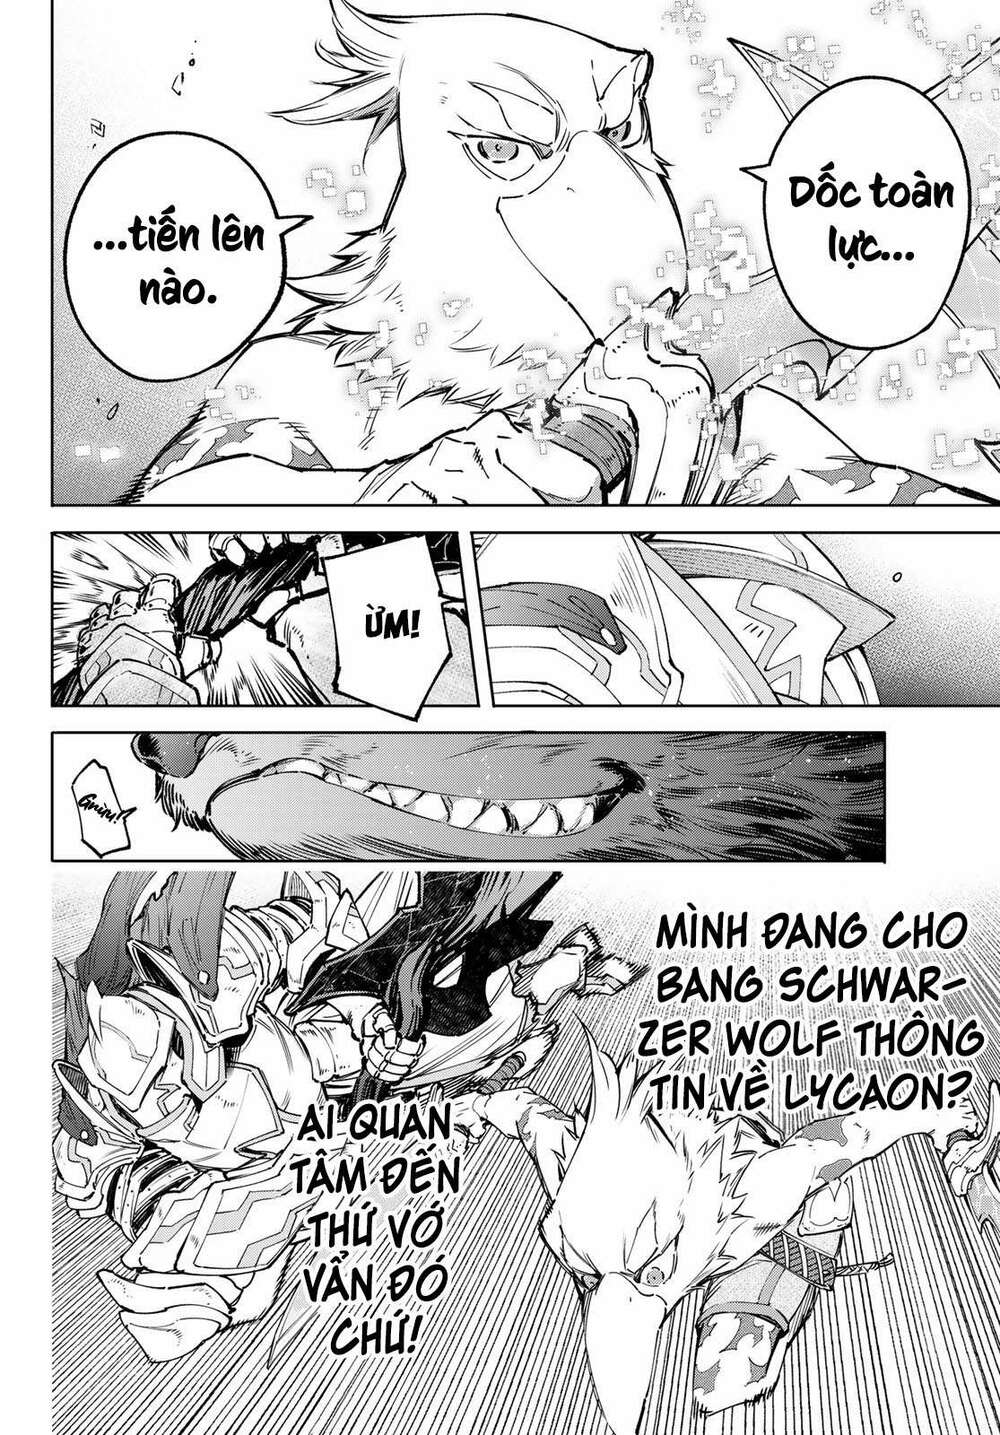 Dốc toàn
lực...
...tiến lên
nào.
ỪM!
Grừu!
MÌNH ĐANG CHO
BANG SCHWAR-
ZER WOLF THÔNG
TIN VỀ LYCAON?
AI QUAN
TÂM ĐẾN
THỨ VỚ
VẨN ĐÓ
CHỨ!